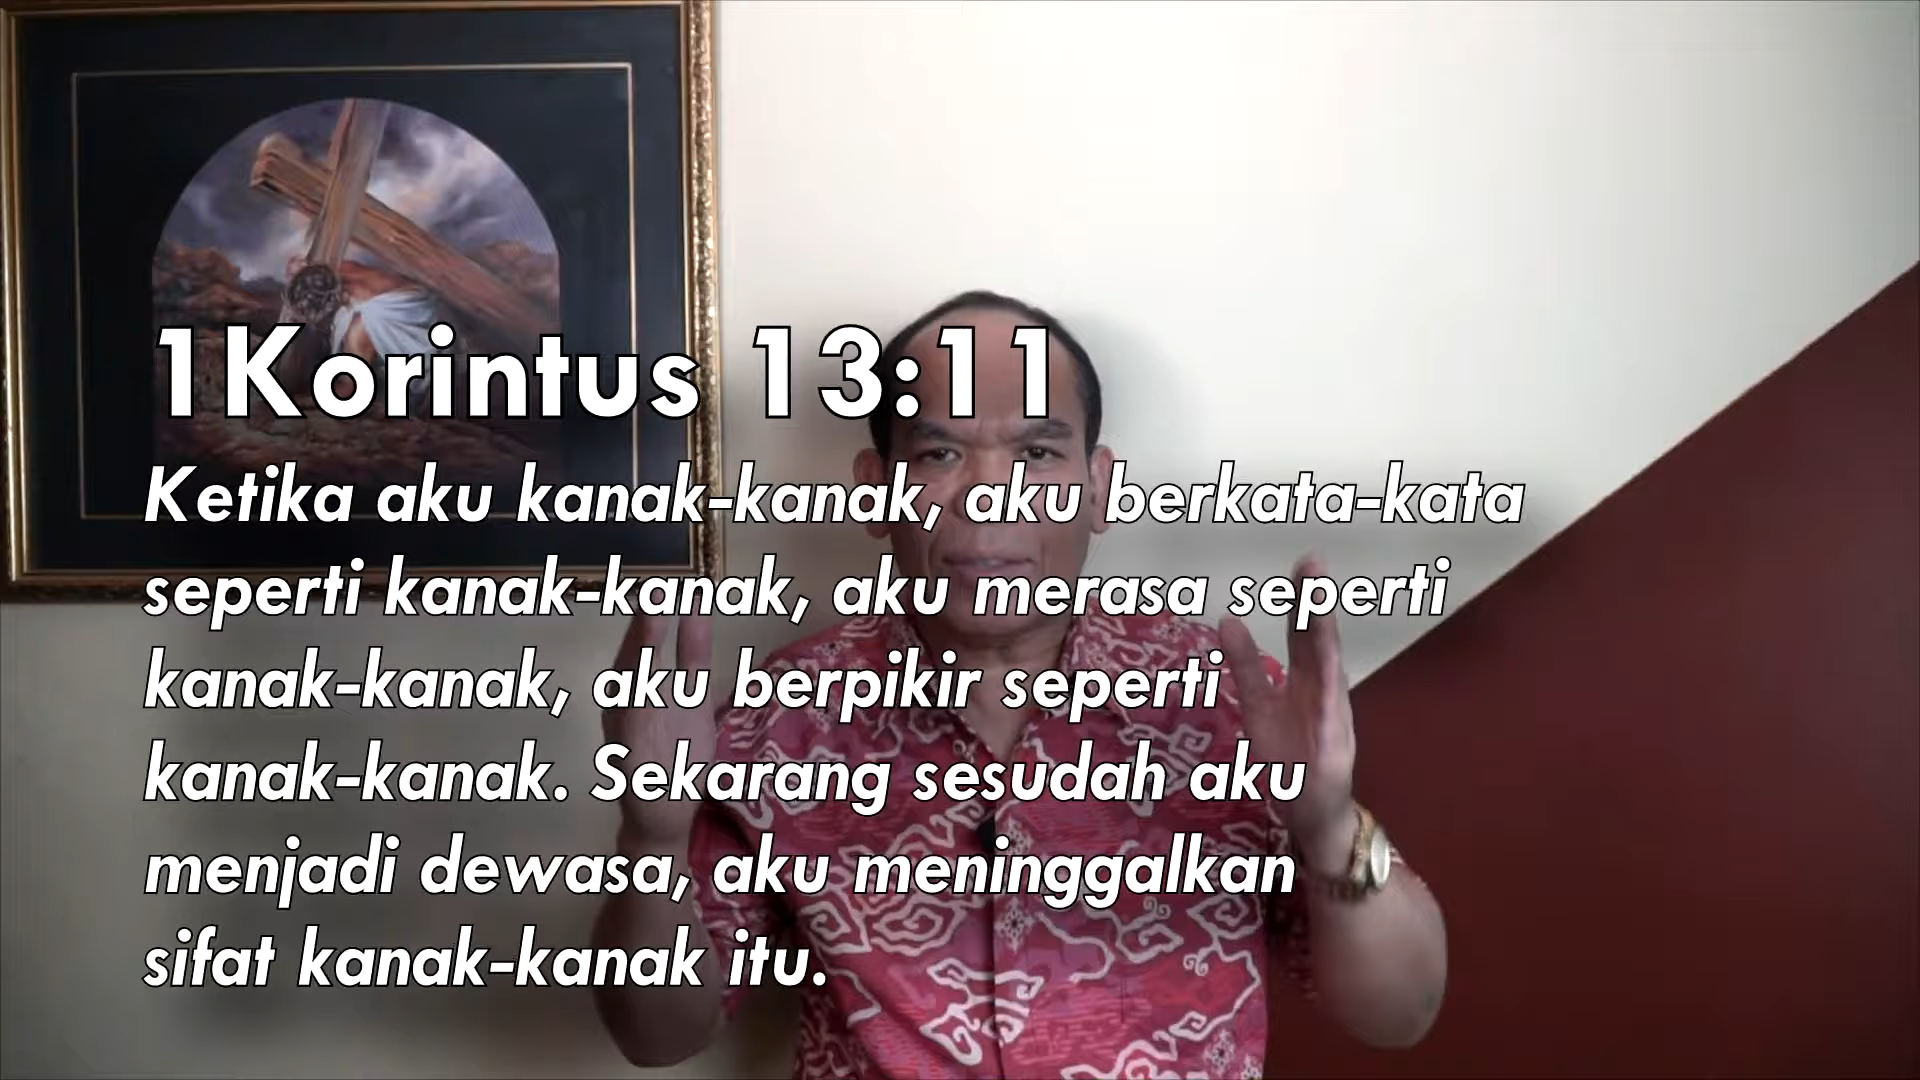 1Korintus 13:11
Ketika aku kanak-kanak, aku berkata-kata
seperti kanak-kanak, aku merasa seperti
kanak-kanak, aku berpikir seperti
kanak-kanak. Sekarang sesudah aku
menjadi dewasa, aku meninggalkan
sifat kanak-kanak itu.